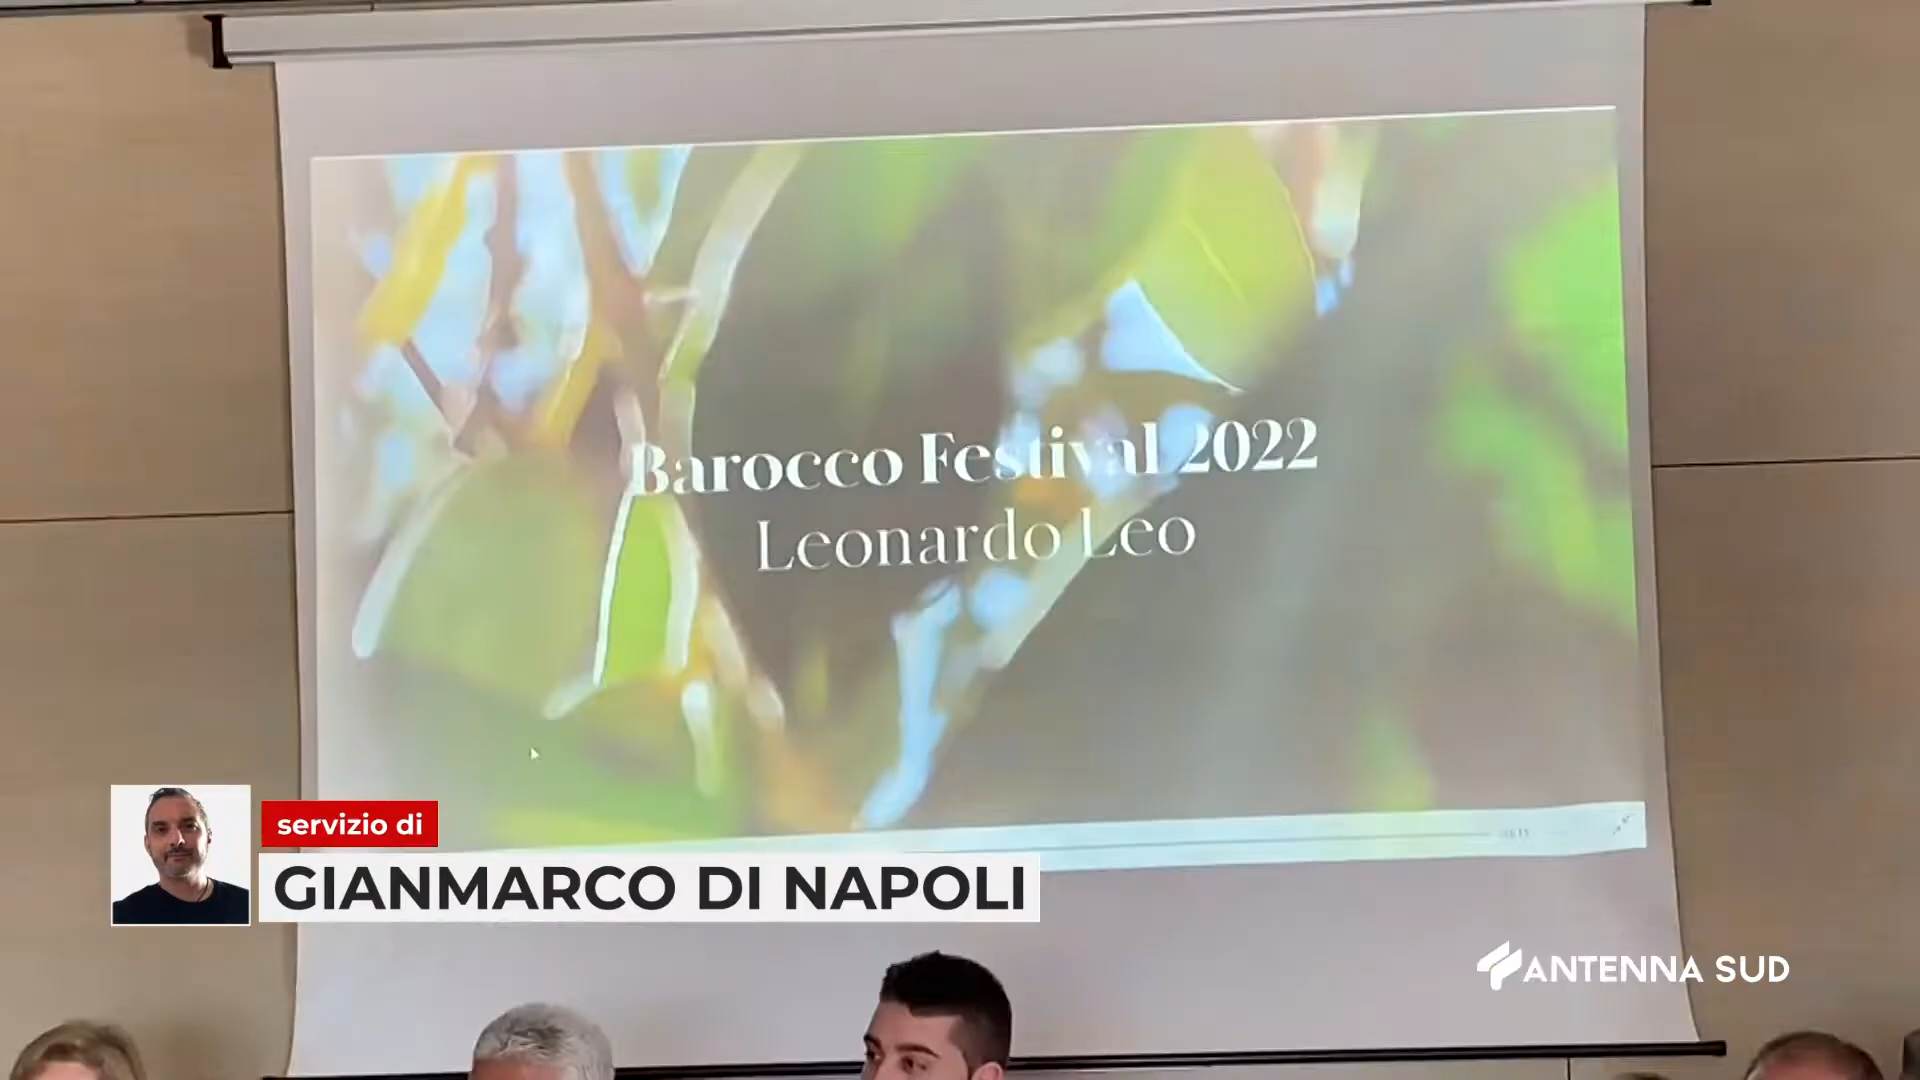 Barocco Festival 2022
Leonardo Leo
servizio di
GIANMARCO DI NAPOLI
ANTENNA SUD